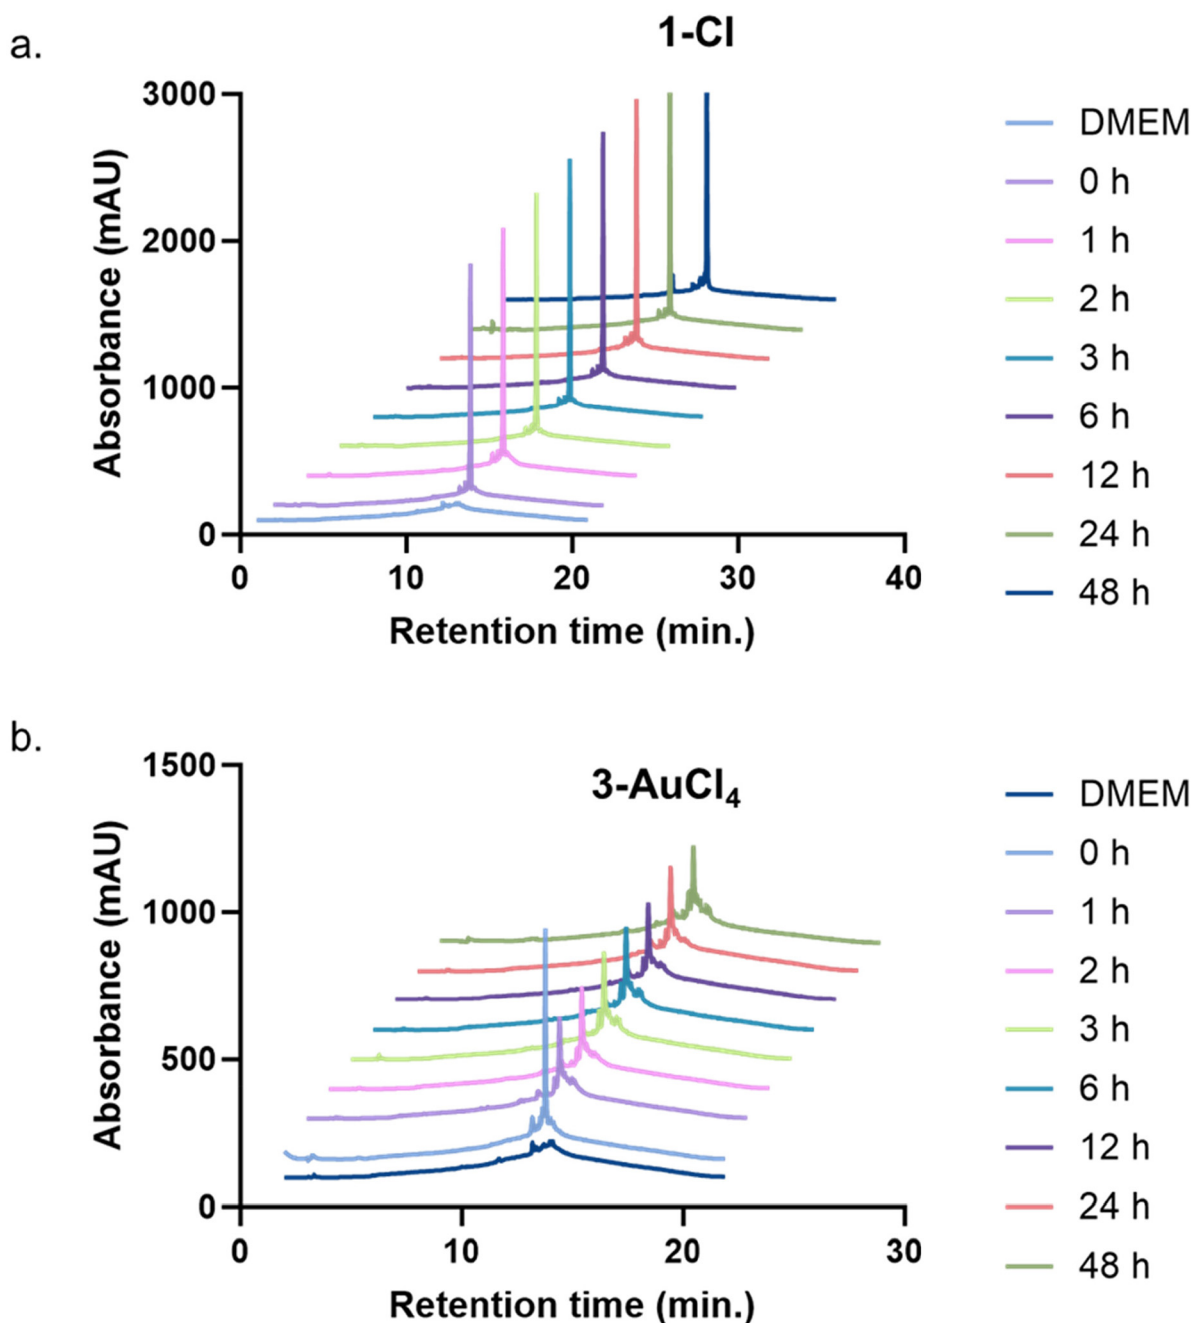 a.
1-Cl
Absorbance (mAU)
3000
2000
1000
0
0 10 20 30 40
Retention time (min.)
DMEM
0 h
1 h
2 h
3 h
6 h
12 h
24 h
48 h
b.
3-AuCl₄
Absorbance (mAU)
1500
1000
500
0
0 10 20 30
Retention time (min.)
DMEM
0 h
1 h
2 h
3 h
6 h
12 h
24 h
48 h